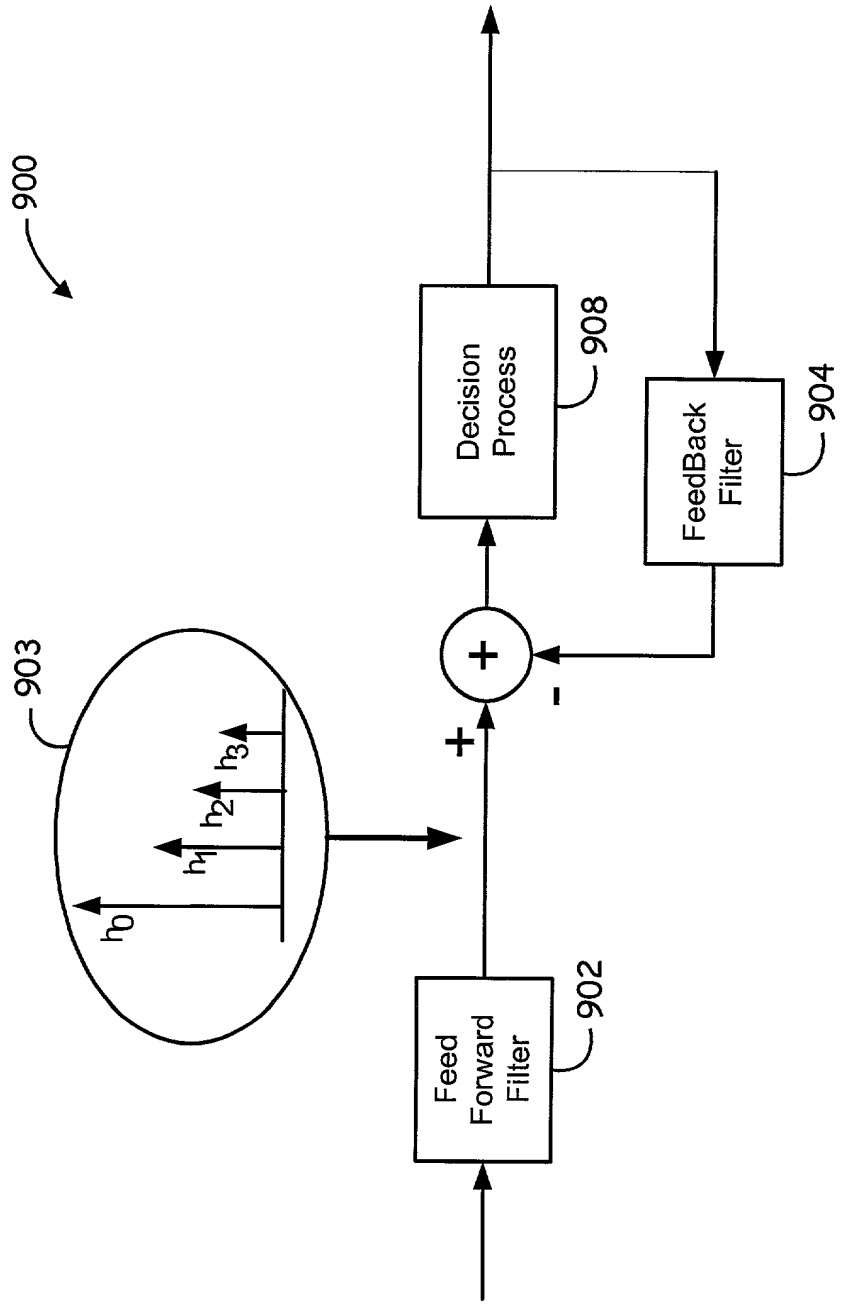 900
903
h0
h1
h2
h3
Feed
Forward
Filter
902
+
-
+
Decision
Process
908
FeedBack
Filter
904